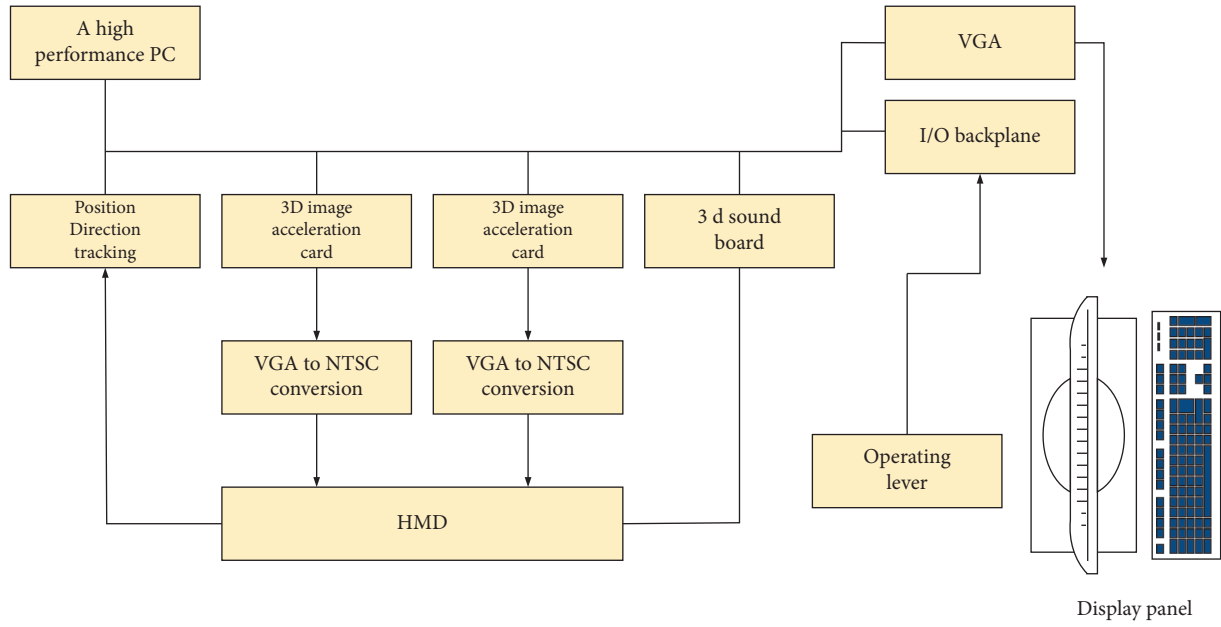 A high
performance PC
VGA
I/O backplane
Position
Direction
tracking
3D image
acceleration
card
3D image
acceleration
card
3 d sound
board
VGA to NTSC
conversion
VGA to NTSC
conversion
Operating
lever
HMD
Display panel